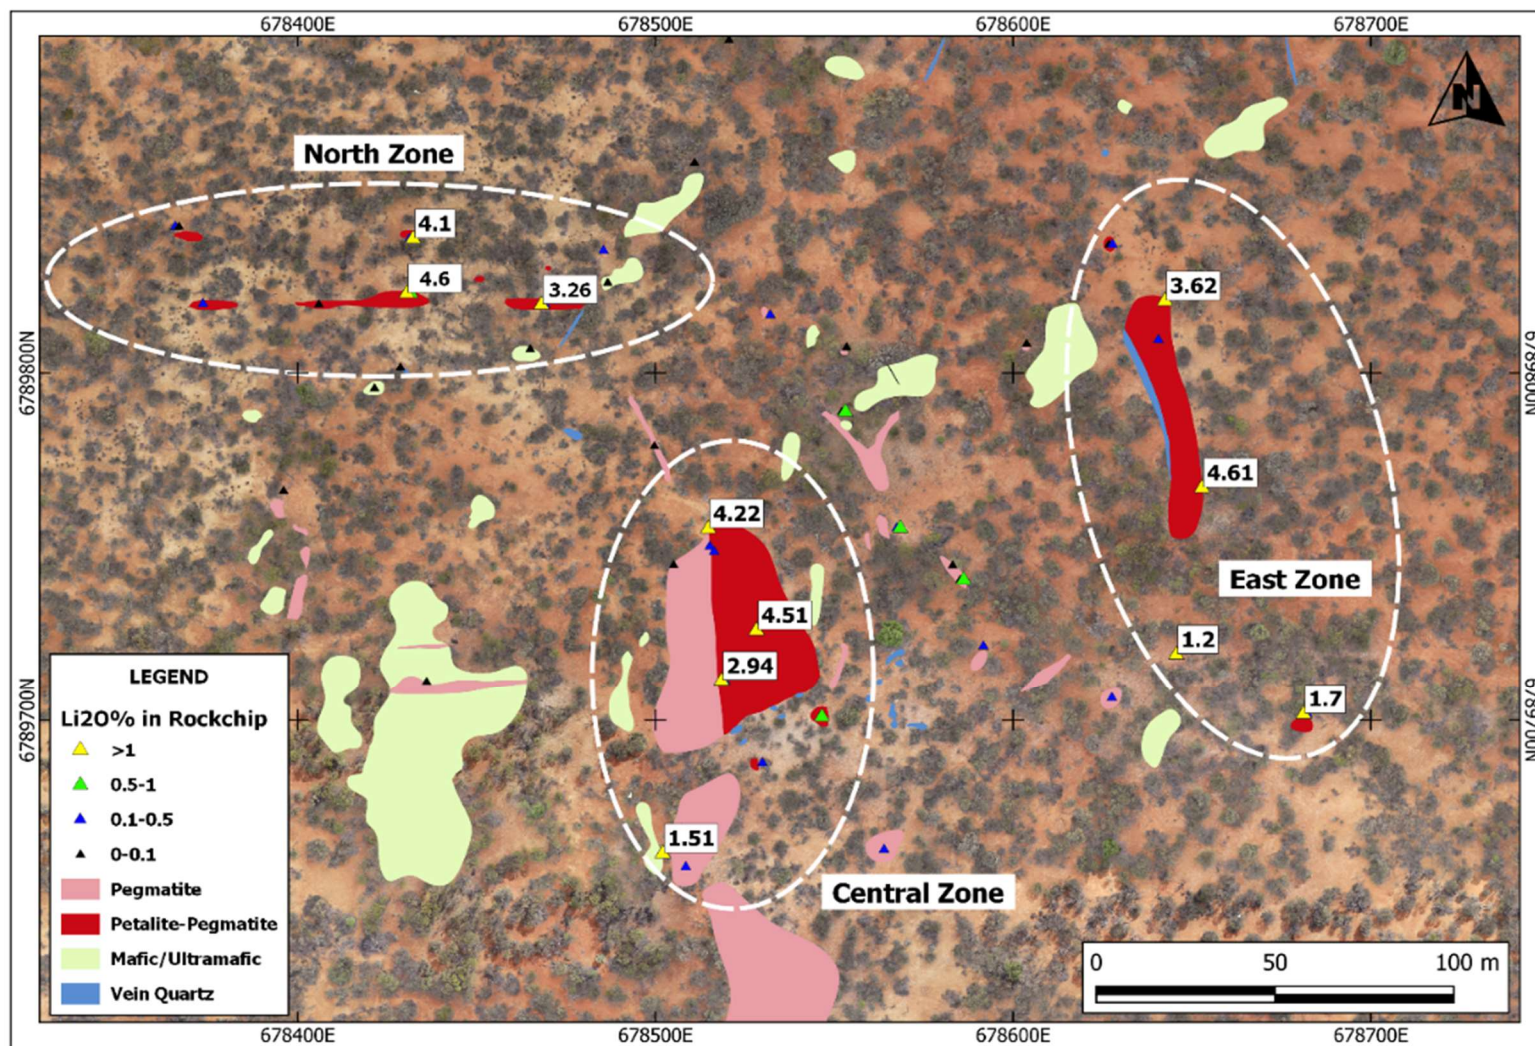 678400E 678500E 678600E 678700E
N
North Zone
4.1
4.6
3.26
3.62
6789800N
6789800N
4.61
4.22
East Zone
4.51
1.2
2.94
1.7
6789700N
6789700N
1.51
Central Zone
LEGEND
Li2O% in Rockchip
>1
0.5-1
0.1-0.5
0-0.1
Pegmatite
Petalite-Pegmatite
Mafic/Ultramafic
Vein Quartz
0 50 100 m
678400E 678500E 678600E 678700E